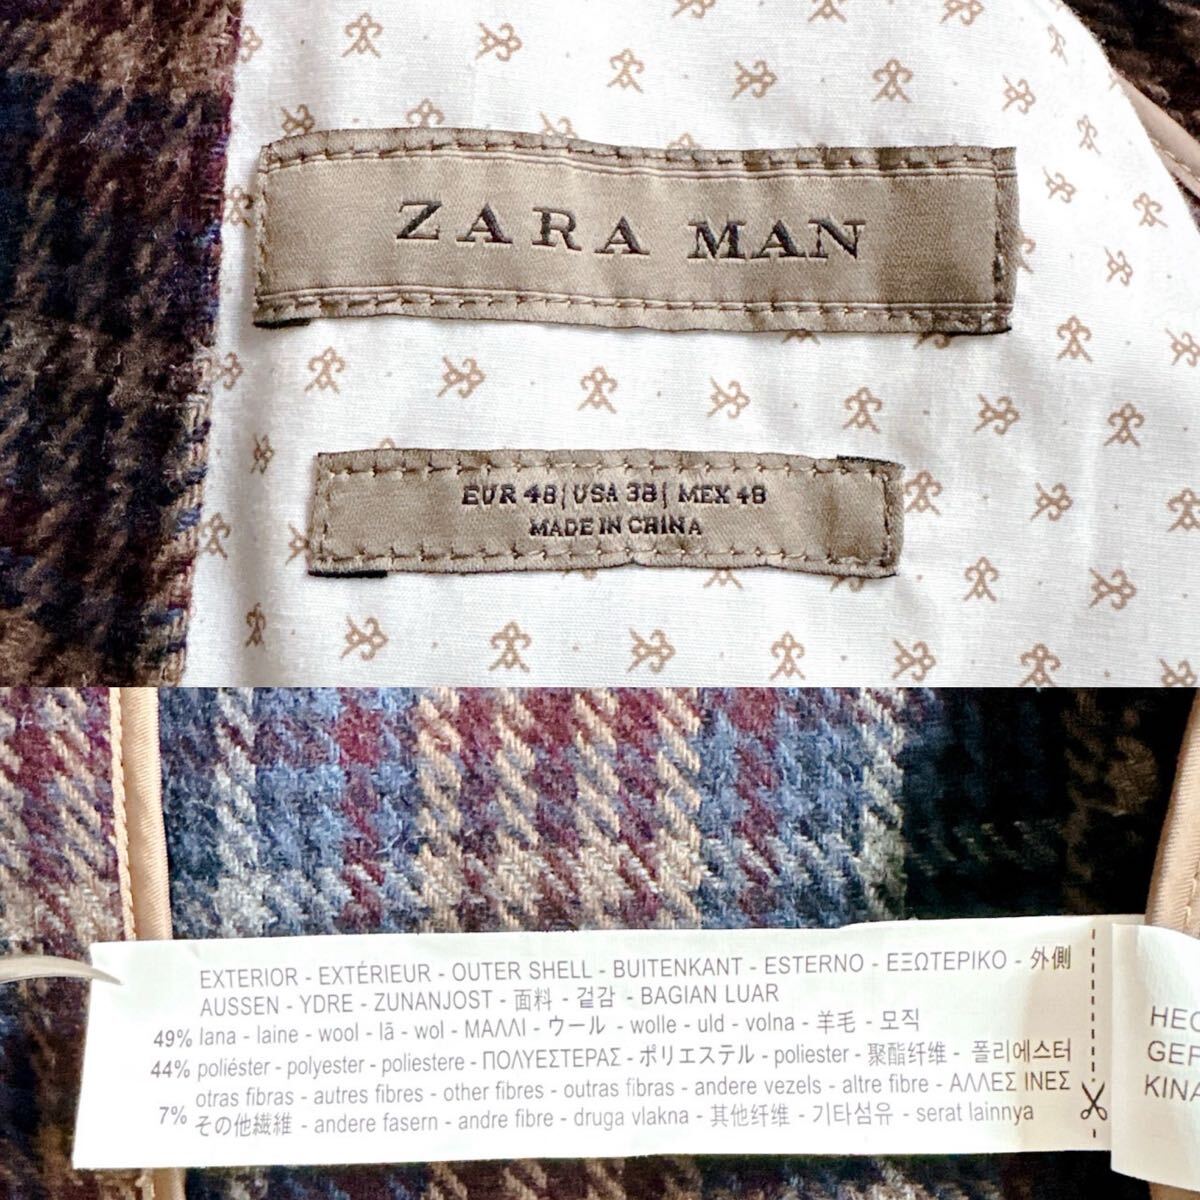 ZARA MAN
EUR 48 | USA 38 | MEX 48
MADE IN CHINA
EXTERIOR - EXTÉRIEUR - OUTER SHELL - BUITENKANT - ESTERNO - ΕΞΩΤΕΡΙΚΟ - 外側
AUSSEN - YDRE - ZUNANJOST - 面料 - 겉감 - BAGIAN LUAR
49% lana - laine - wool - lã - wol - ΜΑΛΛΙ - ウール - wolle - uld - volna - 羊毛 - 모직
44% poliéster - polyester - poliestere - ΠΟΛΥΕΣΤΕΡΑΣ - ポリエステル - poliester - 聚酯纤维 - 폴리에스터
otras fibras - autres fibres - other fibres - outras fibras - andere vezels - altre fibre - ΑΛΛΕΣ ΙΝΕΣ
7% その他繊維 - andere fasern - andre fibre - druga vlakna - 其他纤维 - 기타섬유 - serat lainnya